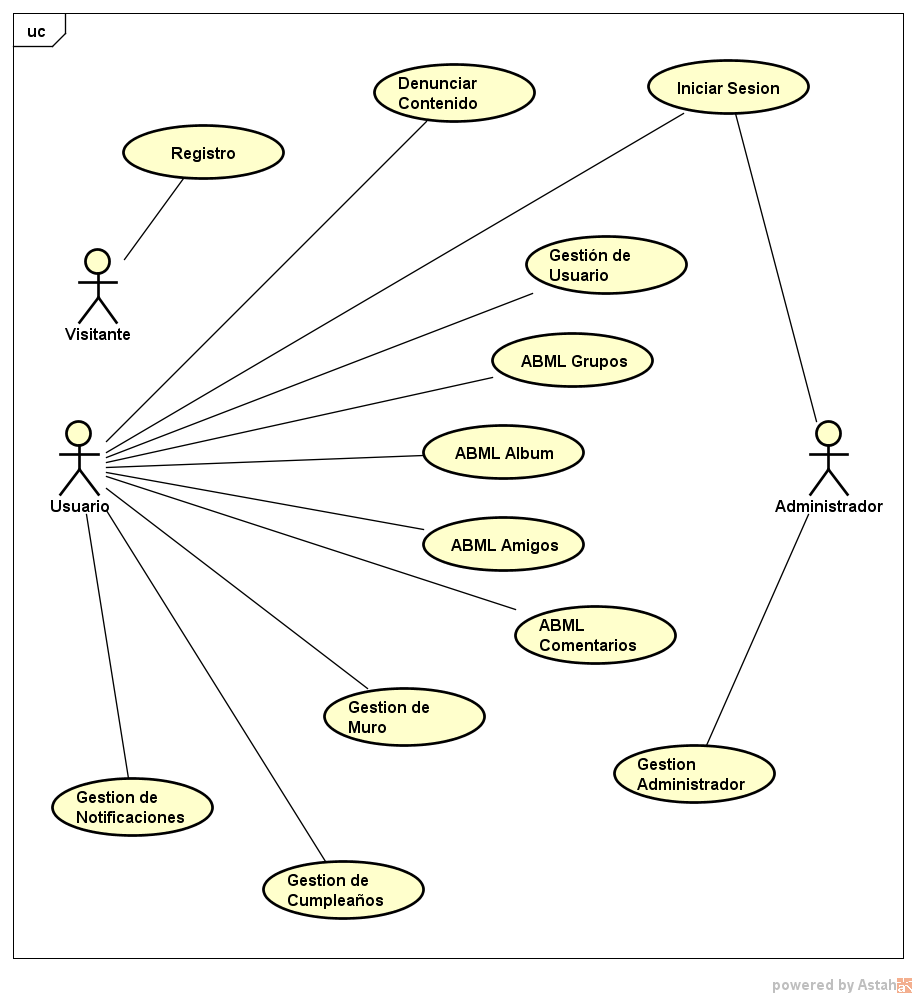 uc
Denunciar
Contenido
Iniciar Sesion
Registro
Gestión de
Usuario
Visitante
ABML Grupos
ABML Album
Usuario
Administrador
ABML Amigos
ABML
Comentarios
Gestion de
Muro
Gestion
Administrador
Gestion de
Notificaciones
Gestion de
Cumpleaños
powered by Astah